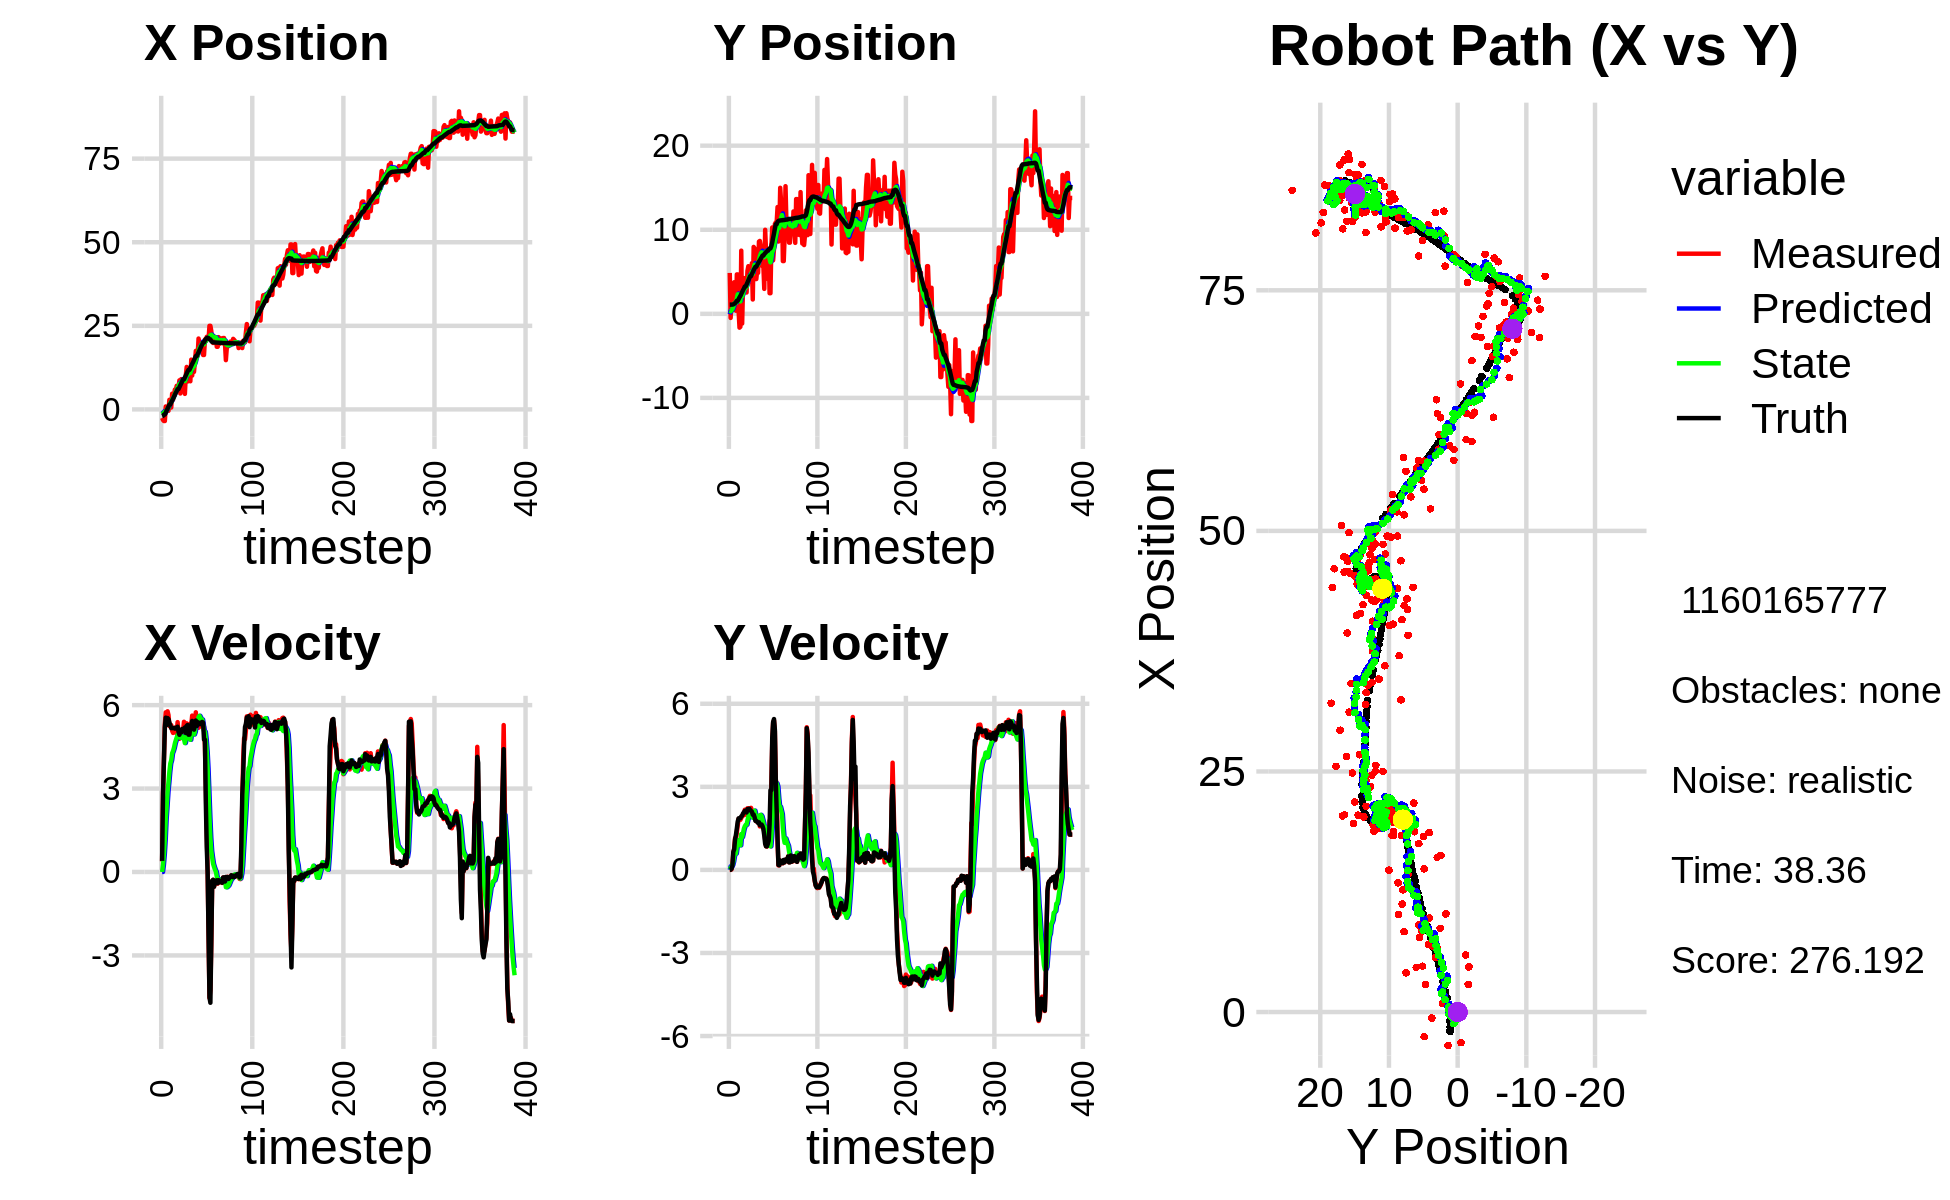 X Position
75
50
25
0
0
100
200
300
400
timestep
Y Position
20
10
0
-10
0
100
200
300
400
timestep
X Velocity
6
3
0
-3
0
100
200
300
400
timestep
Y Velocity
6
3
0
-3
-6
0
100
200
300
400
timestep
Robot Path (X vs Y)
X Position
75
50
25
0
20
10
0
-10
-20
Y Position
variable
Measured
Predicted
State
Truth
1160165777
Obstacles: none
Noise: realistic
Time: 38.36
Score: 276.192